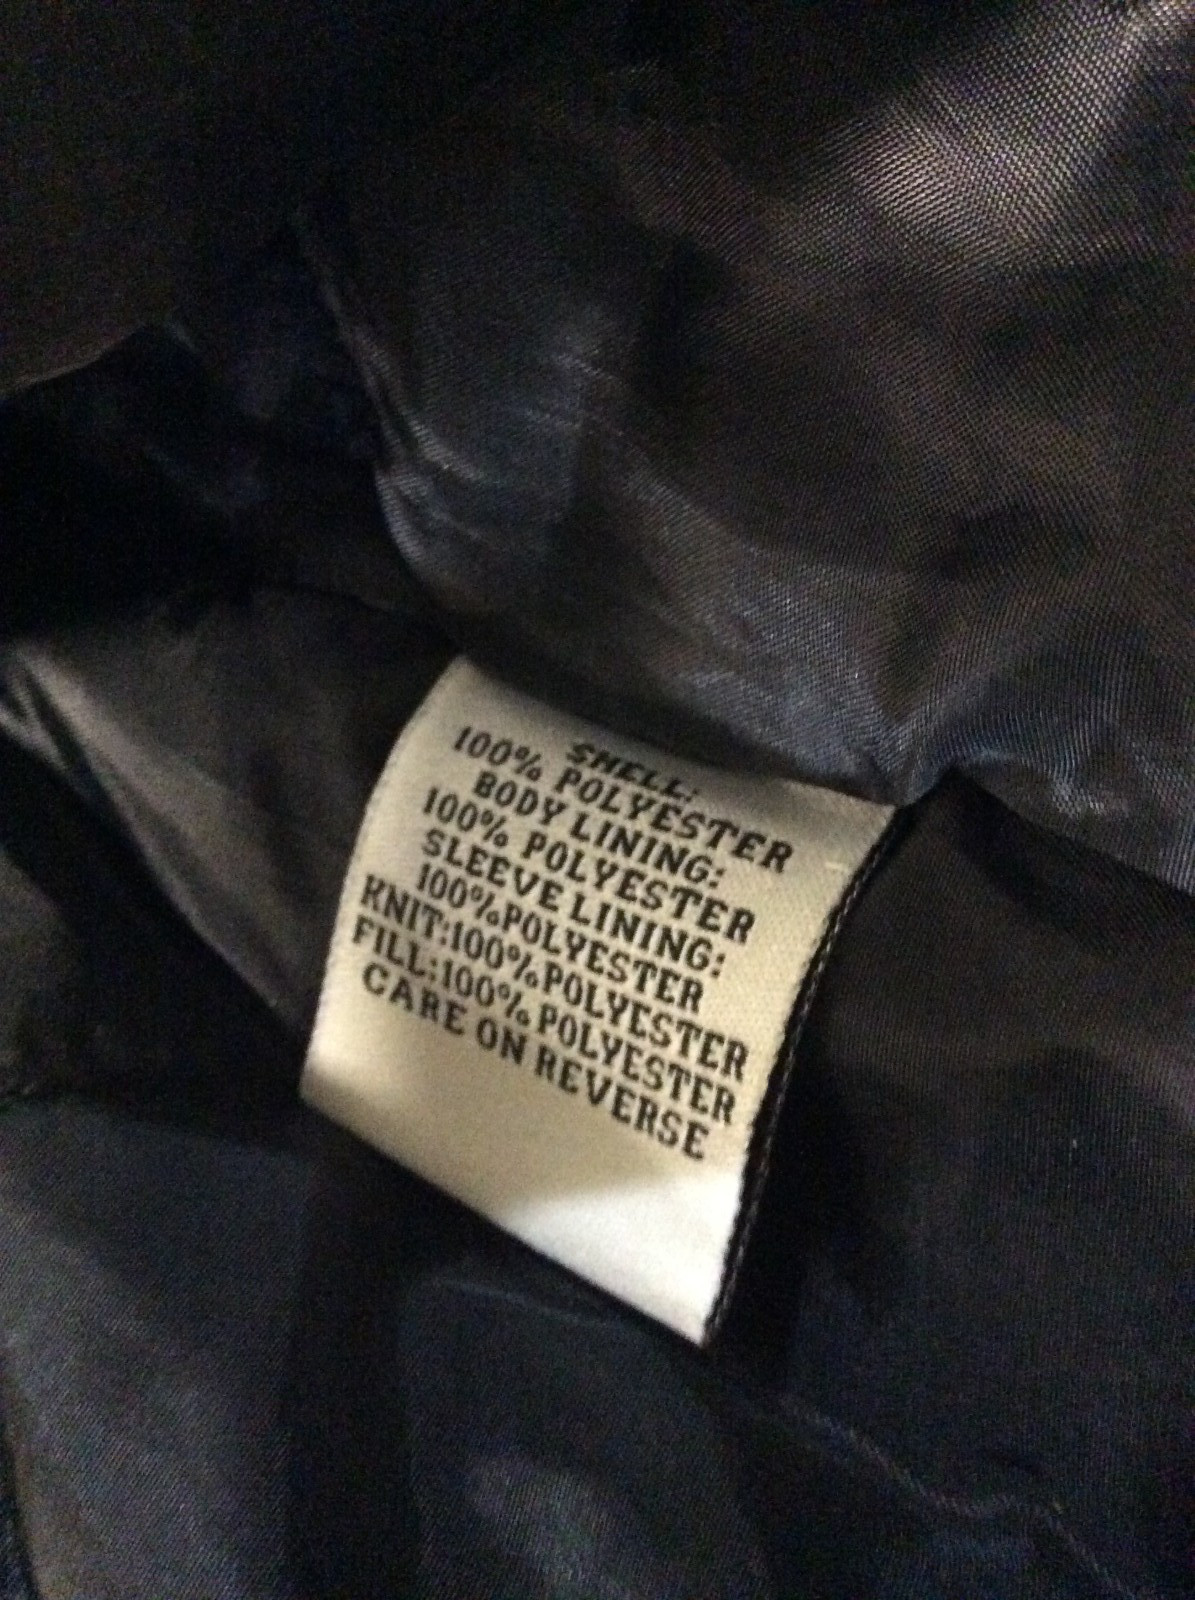 SHELL:
100% POLYESTER
BODY LINING:
100% POLYESTER
SLEEVE LINING:
100%POLYESTER
KNIT:100%POLYESTER
FILL:100% POLYESTER
CARE ON REVERSE